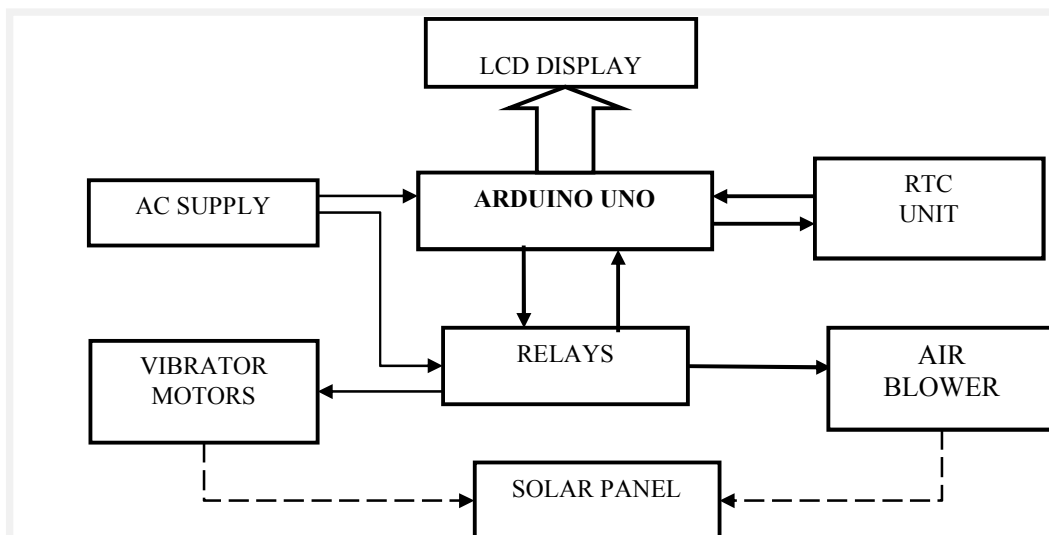 LCD DISPLAY
AC SUPPLY
ARDUINO UNO
RTC
UNIT
VIBRATOR
MOTORS
RELAYS
AIR
BLOWER
SOLAR PANEL